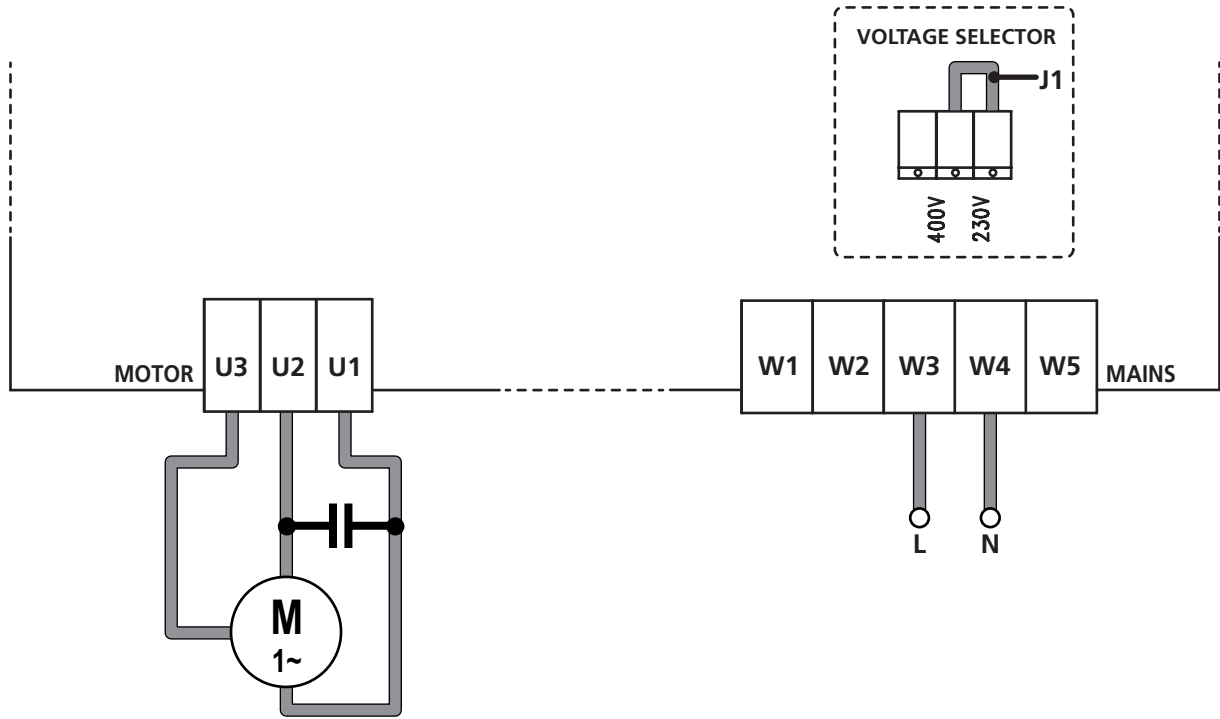 VOLTAGE SELECTOR
J1
400V
230V
MOTOR U3 U2 U1
W1 W2 W3 W4 W5 MAINS
L N
M
1~